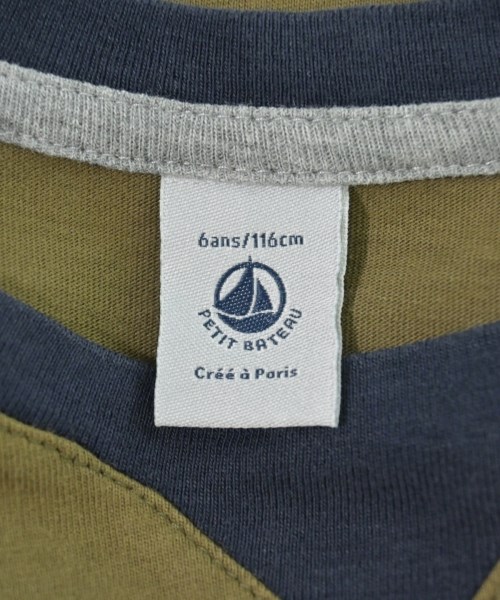 6ans/116cm
PETIT BATEAU
Créé à Paris